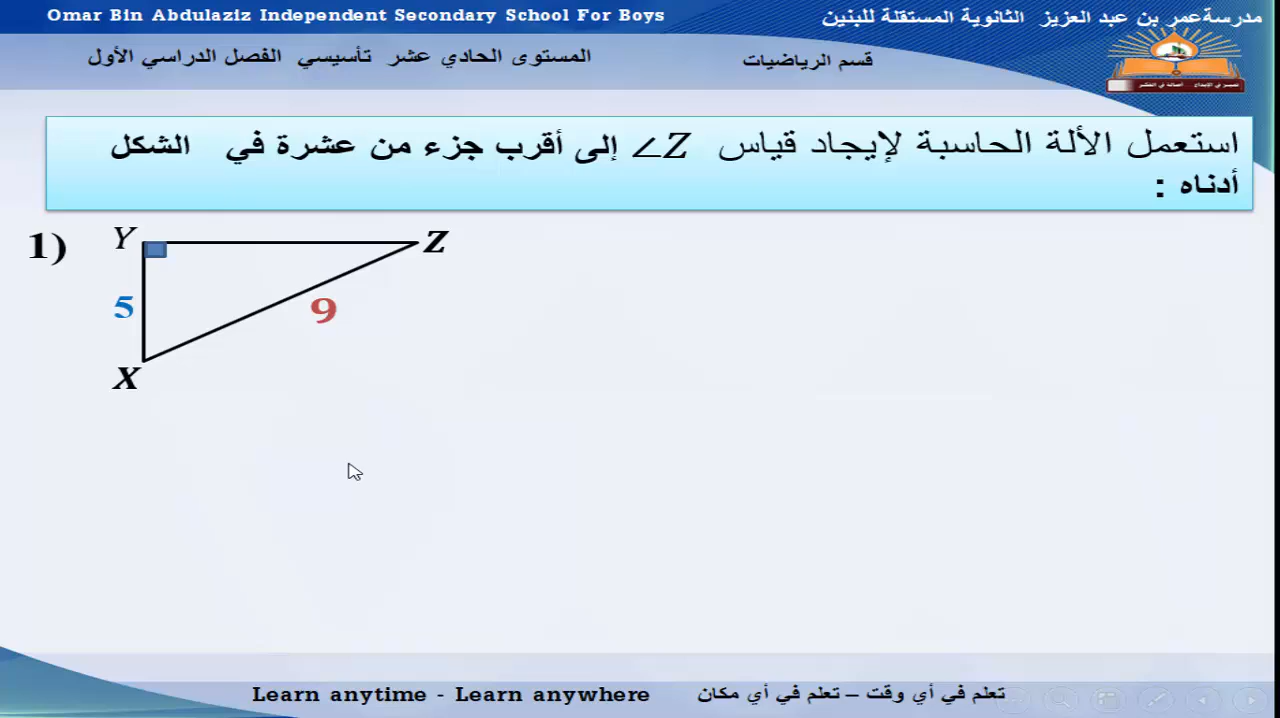 Omar Bin Abdulaziz Independent Secondary School For Boys
مدرسةعمر بن عبد العزيز الثانوية المستقلة للبنين
قسم الرياضيات
المستوى الحادي عشر تأسيسي الفصل الدراسي الأول
استعمل الألة الحاسبة لإيجاد قياس ∠Z إلى أقرب جزء من عشرة في الشكل
أدناه :
1)
Y
Z
5
9
X
Learn anytime - Learn anywhere
تعلم في أي وقت – تعلم في أي مكان